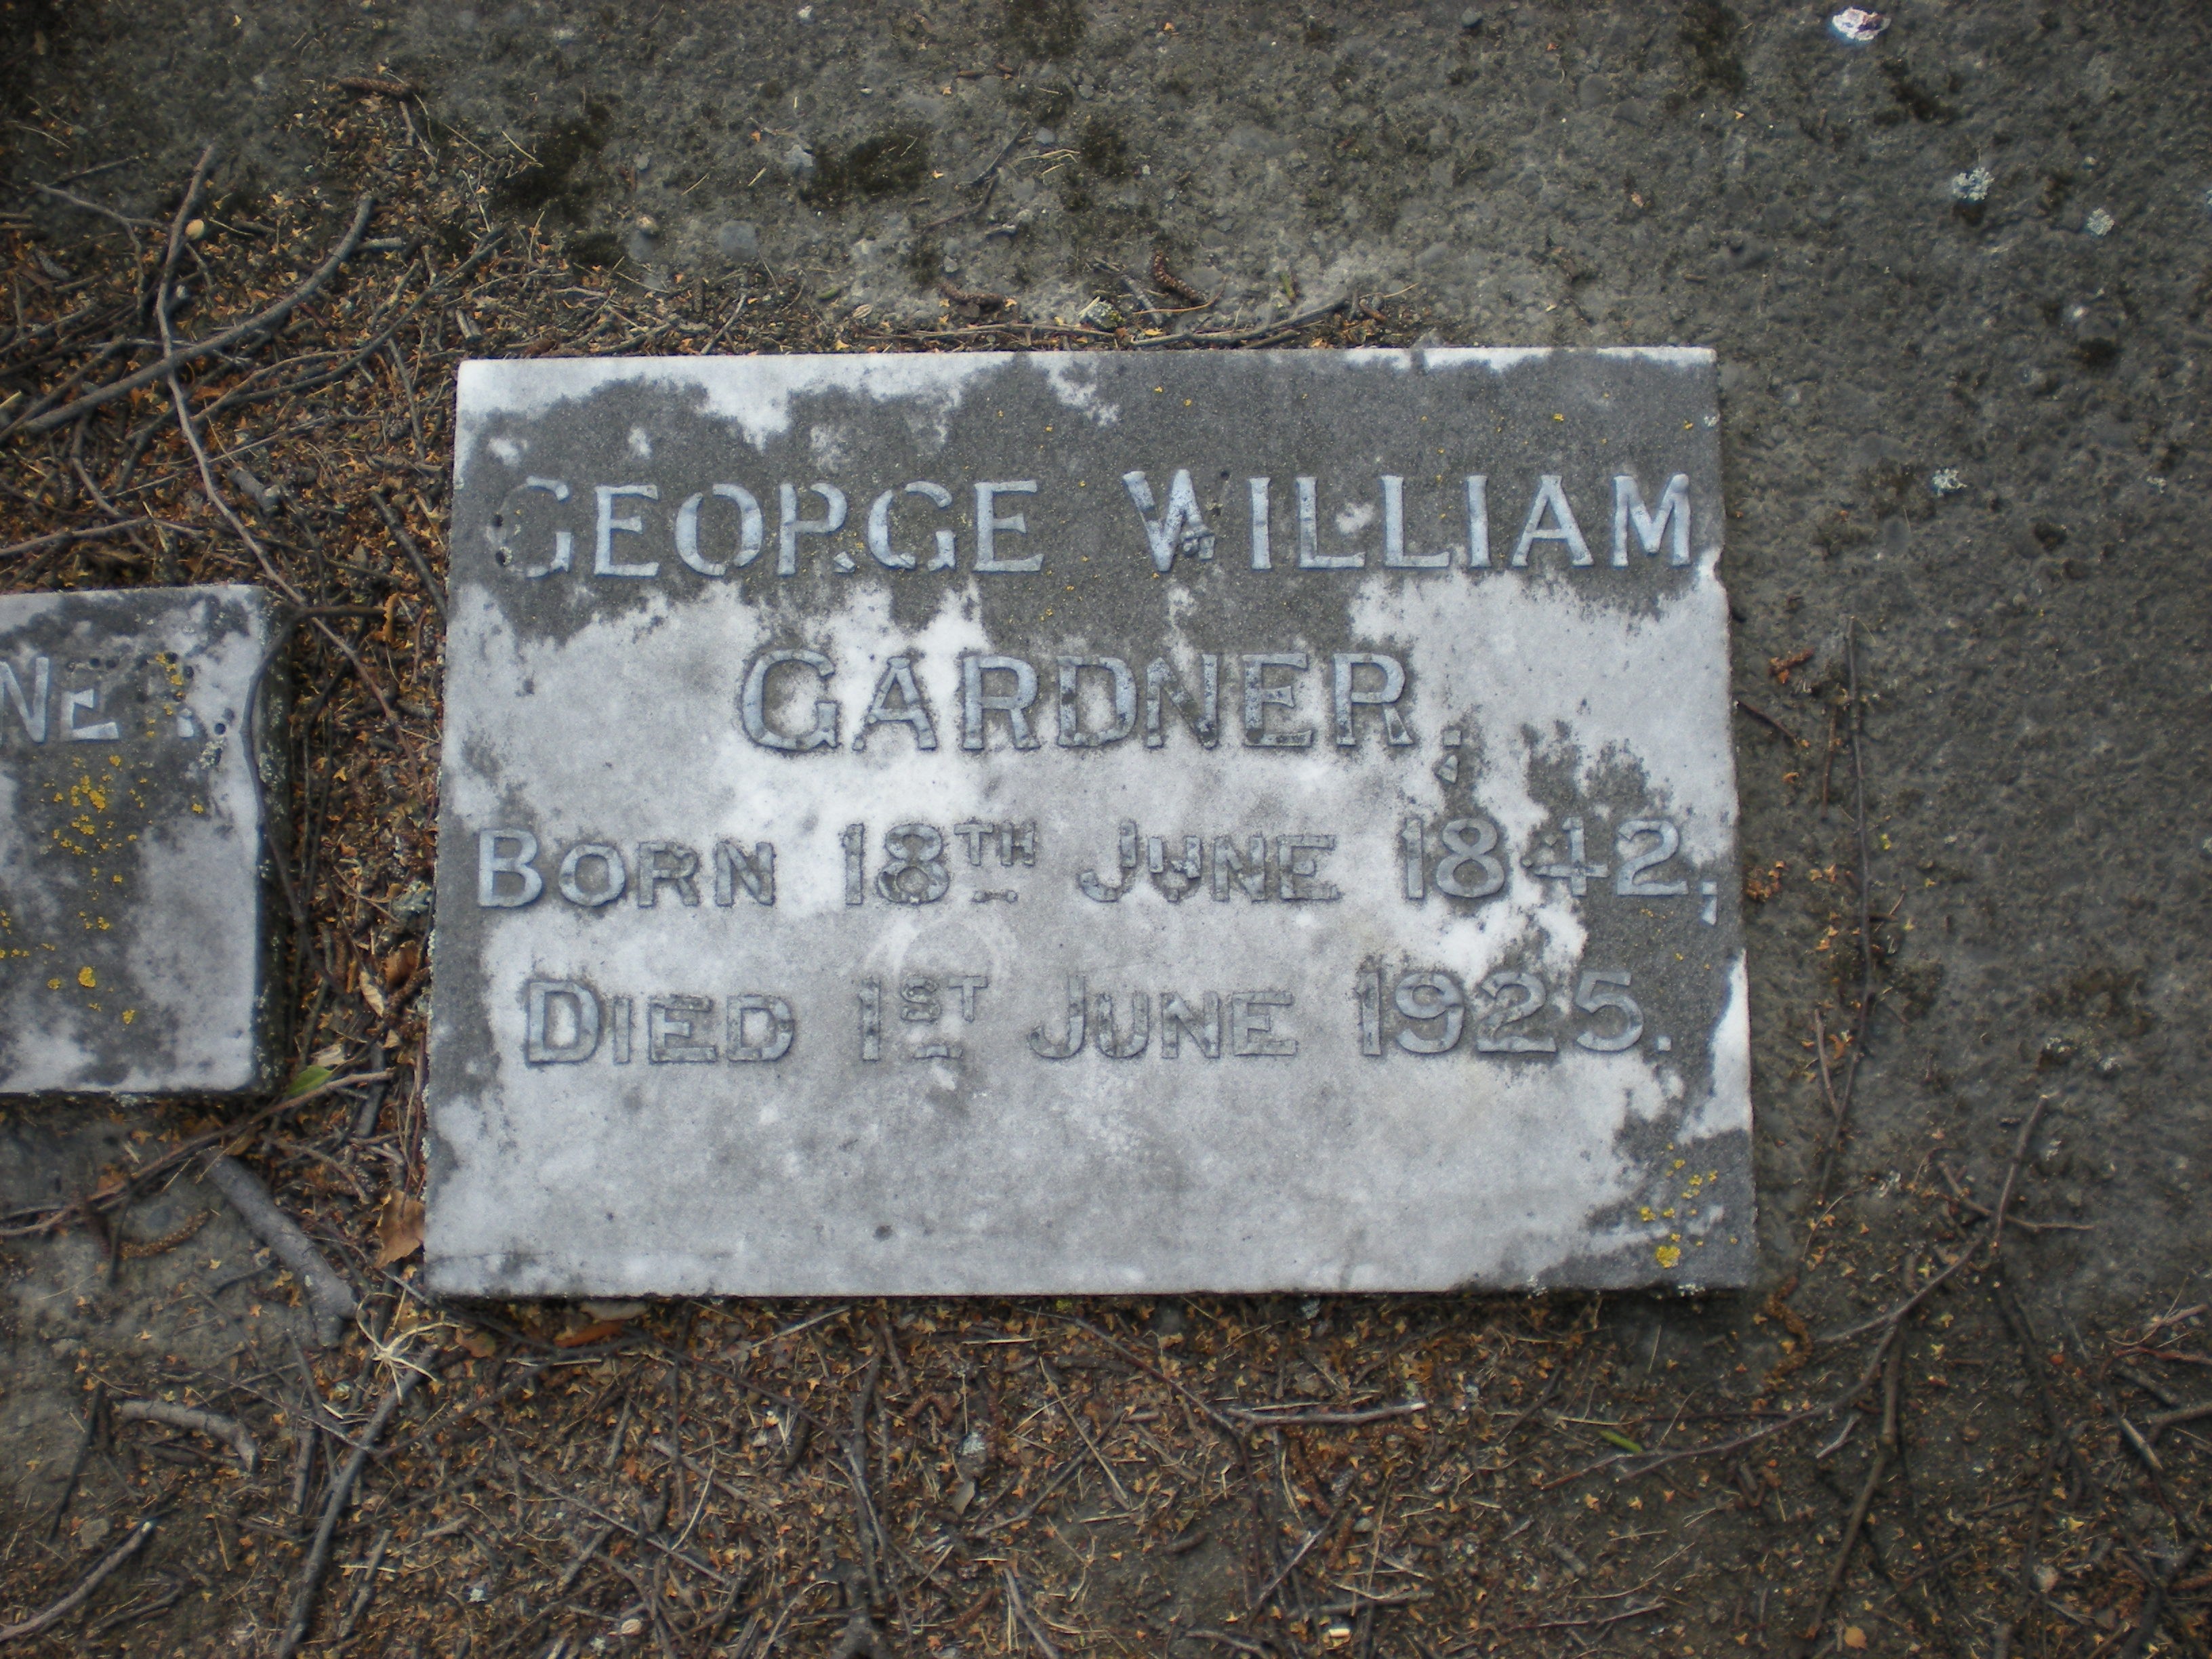 GEORGE WILLIAM
GARDNER,
BORN 18TH JUNE 1842,
DIED 1ST JUNE 1925.